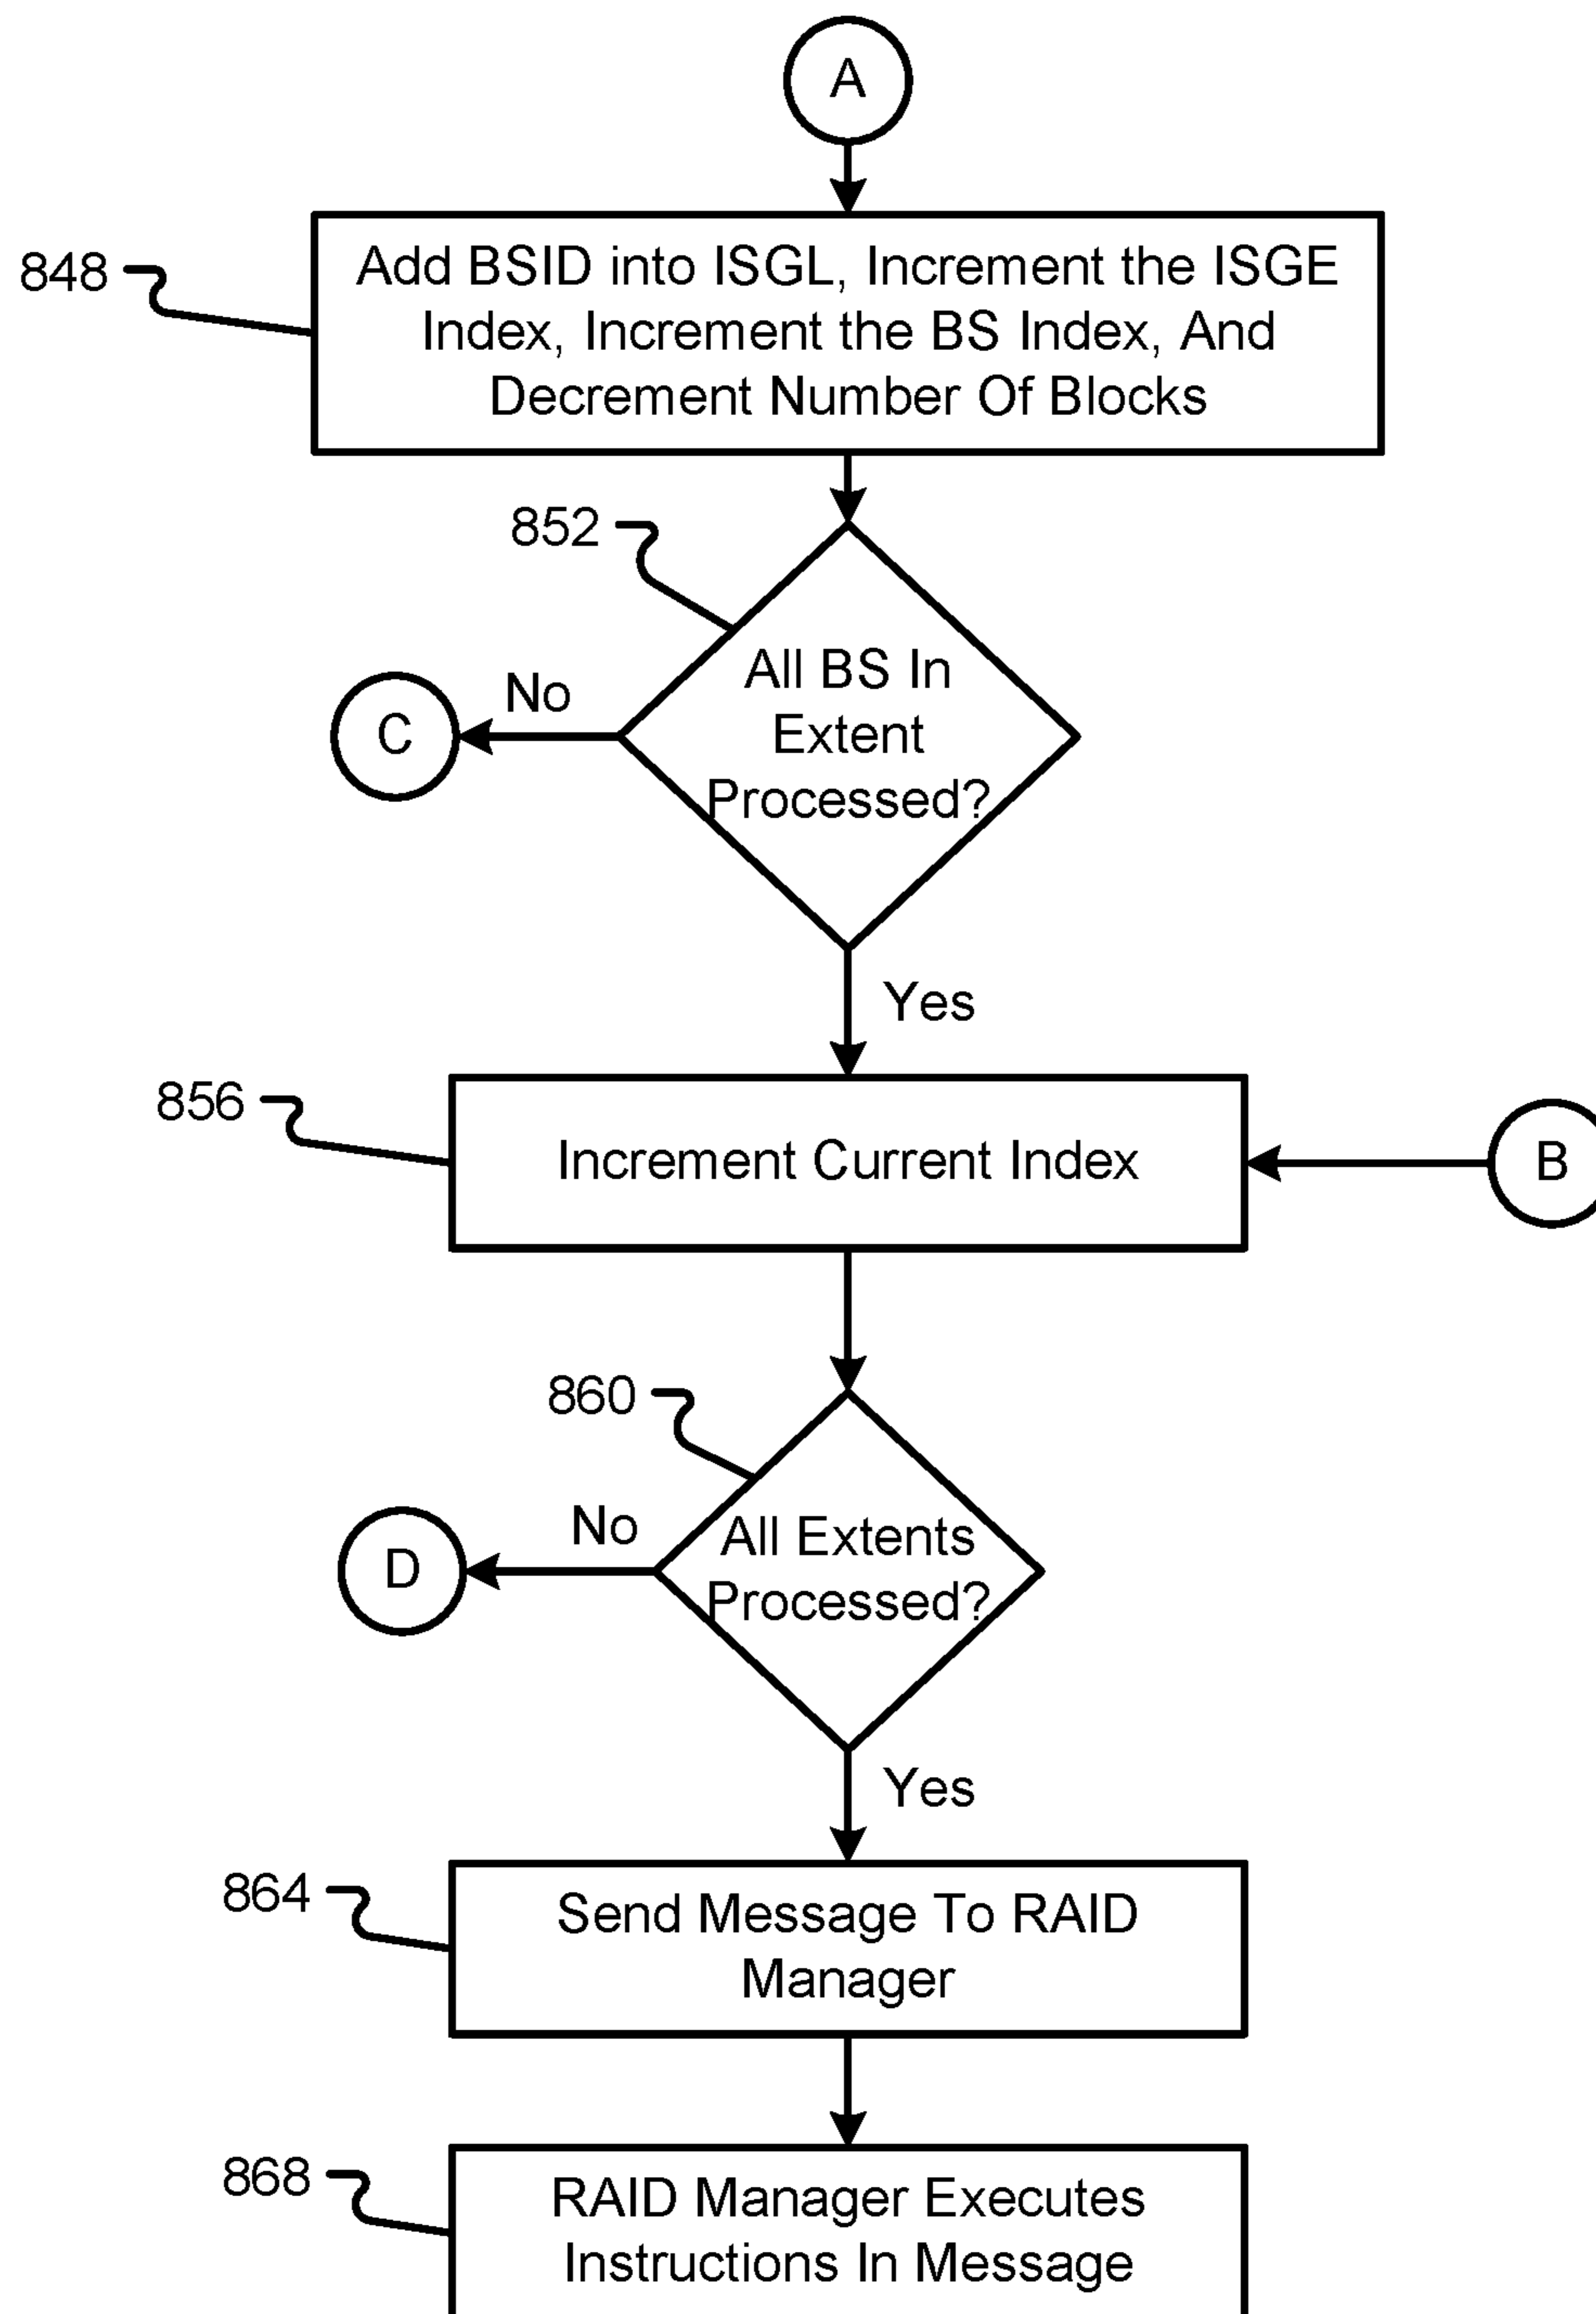 A
848
Add BSID into ISGL, Increment the ISGE
Index, Increment the BS Index, And
Decrement Number Of Blocks
852
All BS In
Extent
Processed?
No
C
Yes
856
Increment Current Index
B
860
All Extents
Processed?
No
D
Yes
864
Send Message To RAID
Manager
868
RAID Manager Executes
Instructions In Message